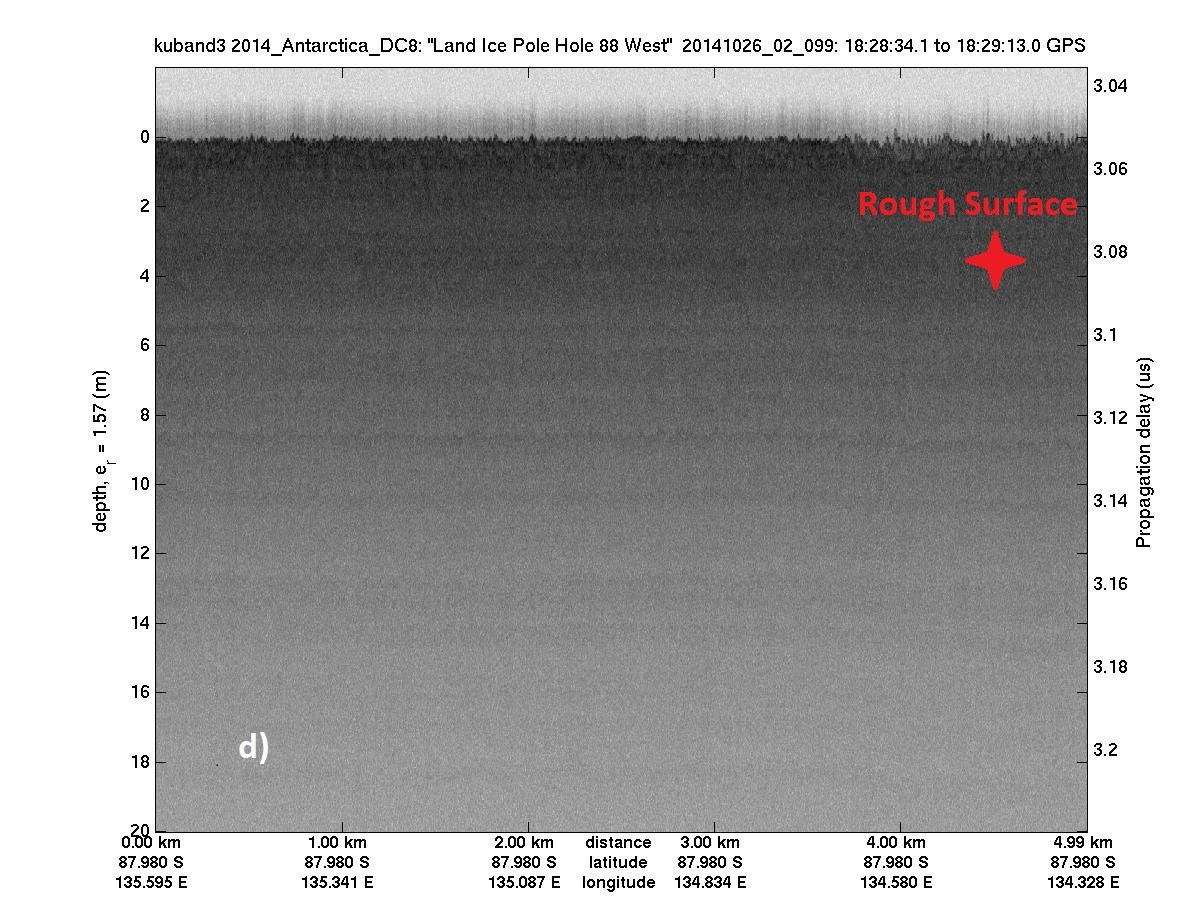 kuband3 2014_Antarctica_DC8: "Land Ice Pole Hole 88 West" 20141026_02_099: 18:28:34.1 to 18:29:13.0 GPS
3.04
0
3.06
Rough Surface
2
3.08
4
3.1
6
depth, e_r = 1.57 (m)
Propagation delay (us)
8
3.12
10
3.14
12
3.16
14
3.18
16
d)
3.2
18
20
0.00 km 1.00 km 2.00 km distance 3.00 km 4.00 km 4.99 km
87.980 S 87.980 S 87.980 S latitude 87.980 S 87.980 S 87.980 S
135.595 E 135.341 E 135.087 E longitude 134.834 E 134.580 E 134.328 E